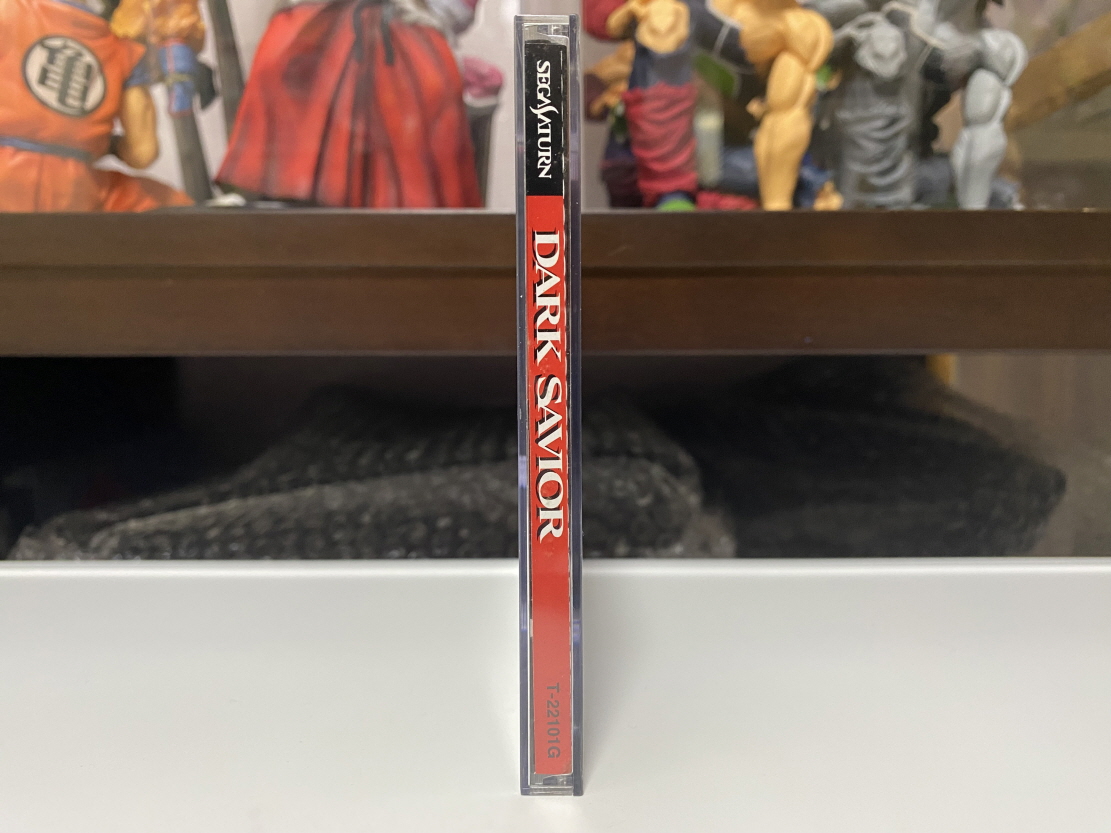 SEGA SATURN
DARK SAVIOR
T-22101G